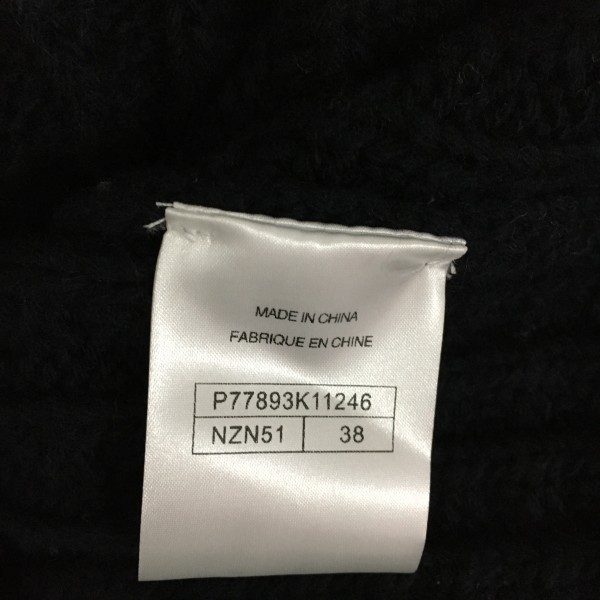 MADE IN CHINA
FABRIQUE EN CHINE
P77893K11246
NZN51 38